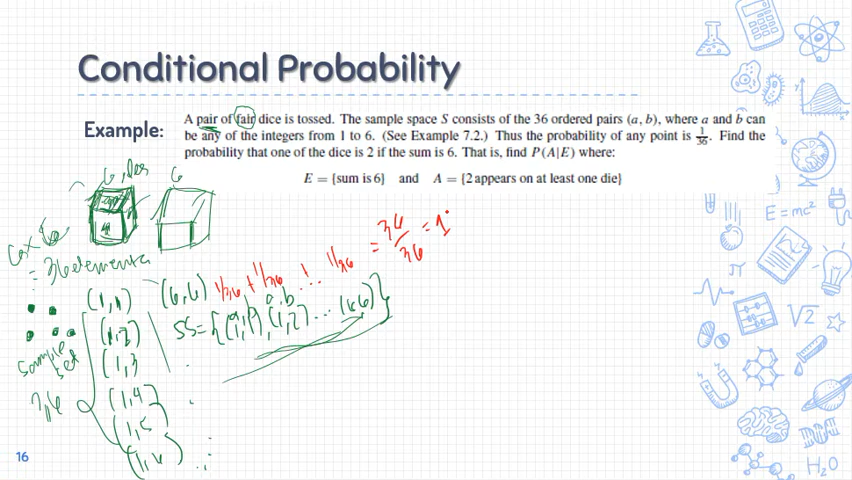 Conditional Probability
Example:
A pair of fair dice is tossed. The sample space S consists of the 36 ordered pairs (a, b), where a and b can
be any of the integers from 1 to 6. (See Example 7.2.) Thus the probability of any point is 1/36. Find the
probability that one of the dice is 2 if the sum is 6. That is, find P(A|E) where:
E = {sum is 6} and A = {2 appears on at least one die}
6
= 36 elements
36/36 = 1
(1,1) (6,6) 1/36 + 1/36 ... 1/36 =
a,b
SS = {(1,1), (1,2) ... (6,6)}
(1,2)
(1,3
sample
set
(1,4)
(1,5
(1,6)
16
E=mc²
π
√2
H₂O